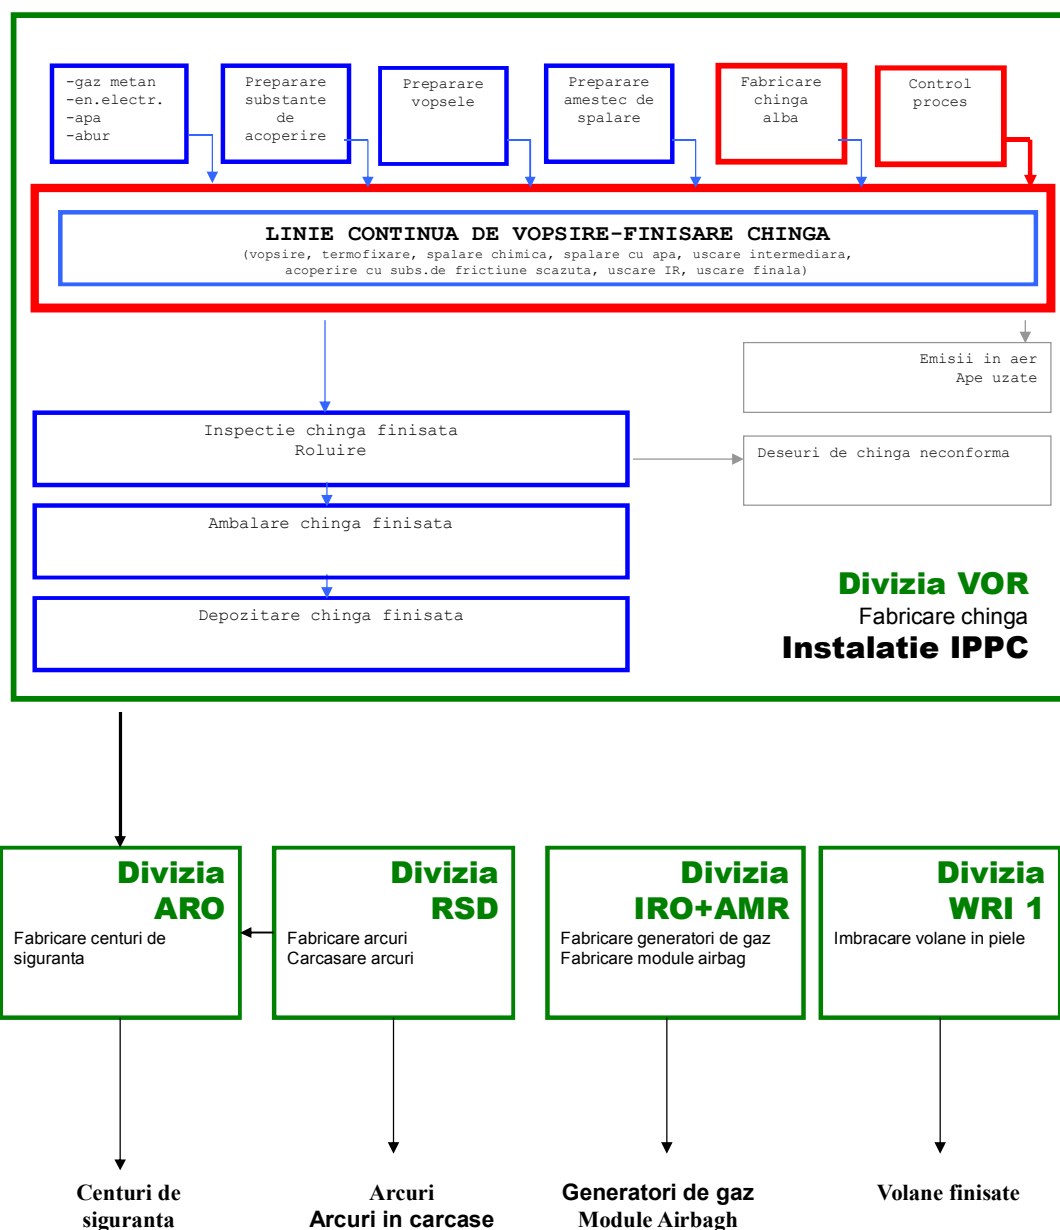 -gaz metan
-en.electr.
-apa
-abur
Preparare
substante
de
acoperire
Preparare
vopsele
Preparare
amestec de
spalare
Fabricare
chinga
alba
Control
proces
LINIE CONTINUA DE VOPSIRE-FINISARE CHINGA
(vopsire, termofixare, spalare chimica, spalare cu apa, uscare intermediara,
acoperire cu subs.de frictiune scazuta, uscare IR, uscare finala)
Emisii in aer
Ape uzate
Inspectie chinga finisata
Roluire
Deseuri de chinga neconforma
Ambalare chinga finisata
Depozitare chinga finisata
Divizia VOR
Fabricare chinga
Instalatie IPPC
Divizia
ARO
Fabricare centuri de
siguranta
Divizia
RSD
Fabricare arcuri
Carcasare arcuri
Divizia
IRO+AMR
Fabricare generatori de gaz
Fabricare module airbag
Divizia
WRI 1
Imbracare volane in piele
Centuri de
siguranta
Arcuri
Arcuri in carcase
Generatori de gaz
Module Airbagh
Volane finisate